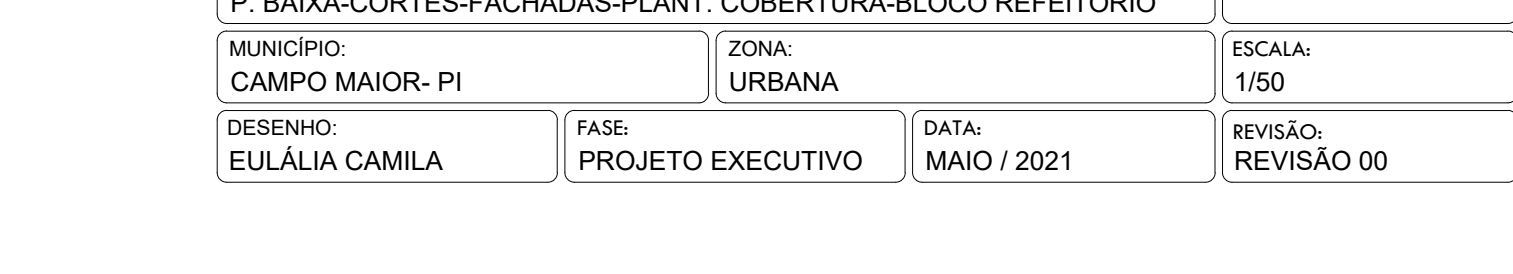 P. BAIXA-CORTES-FACHADAS-PLANT. COBERTURA-BLOCO REFEITÓRIO
MUNICÍPIO: ZONA: ESCALA:
CAMPO MAIOR- PI URBANA 1/50
DESENHO: FASE: DATA: REVISÃO:
EULÁLIA CAMILA PROJETO EXECUTIVO MAIO / 2021 REVISÃO 00